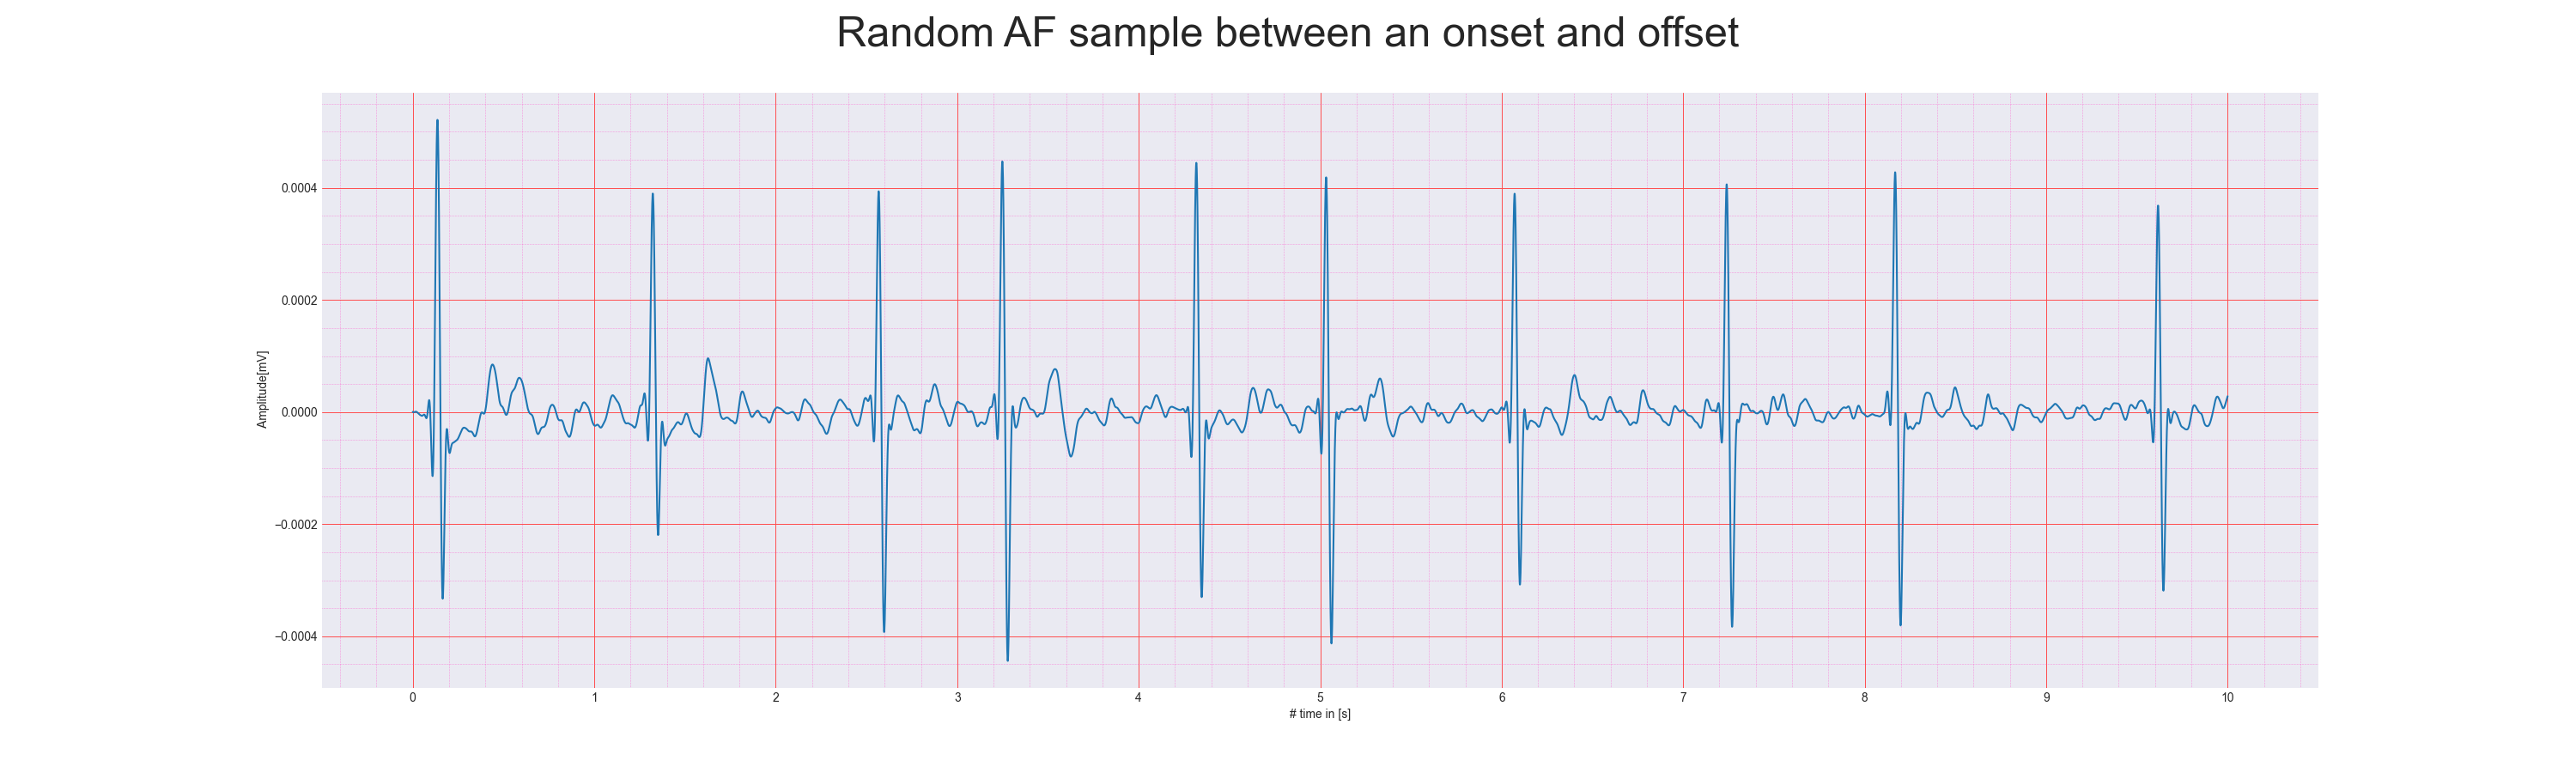 Random AF sample between an onset and offset
0.0004
0.0002
0.0000
−0.0002
−0.0004
Amplitude[mV]
0 1 2 3 4 5 6 7 8 9 10
# time in [s]